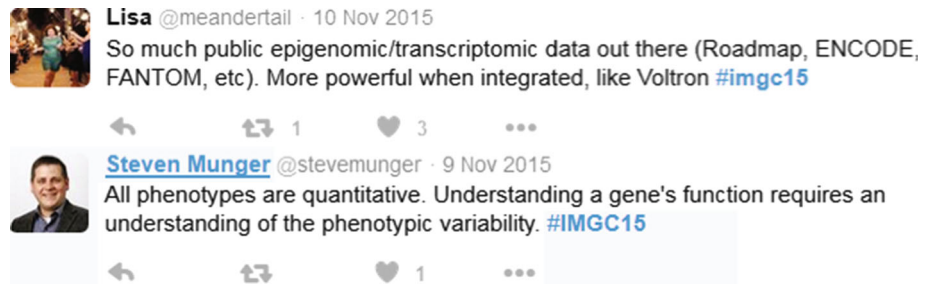 Lisa @meandertail · 10 Nov 2015
So much public epigenomic/transcriptomic data out there (Roadmap, ENCODE,
FANTOM, etc). More powerful when integrated, like Voltron #imgc15
1 3
Steven Munger @stevemunger · 9 Nov 2015
All phenotypes are quantitative. Understanding a gene's function requires an
understanding of the phenotypic variability. #IMGC15
1